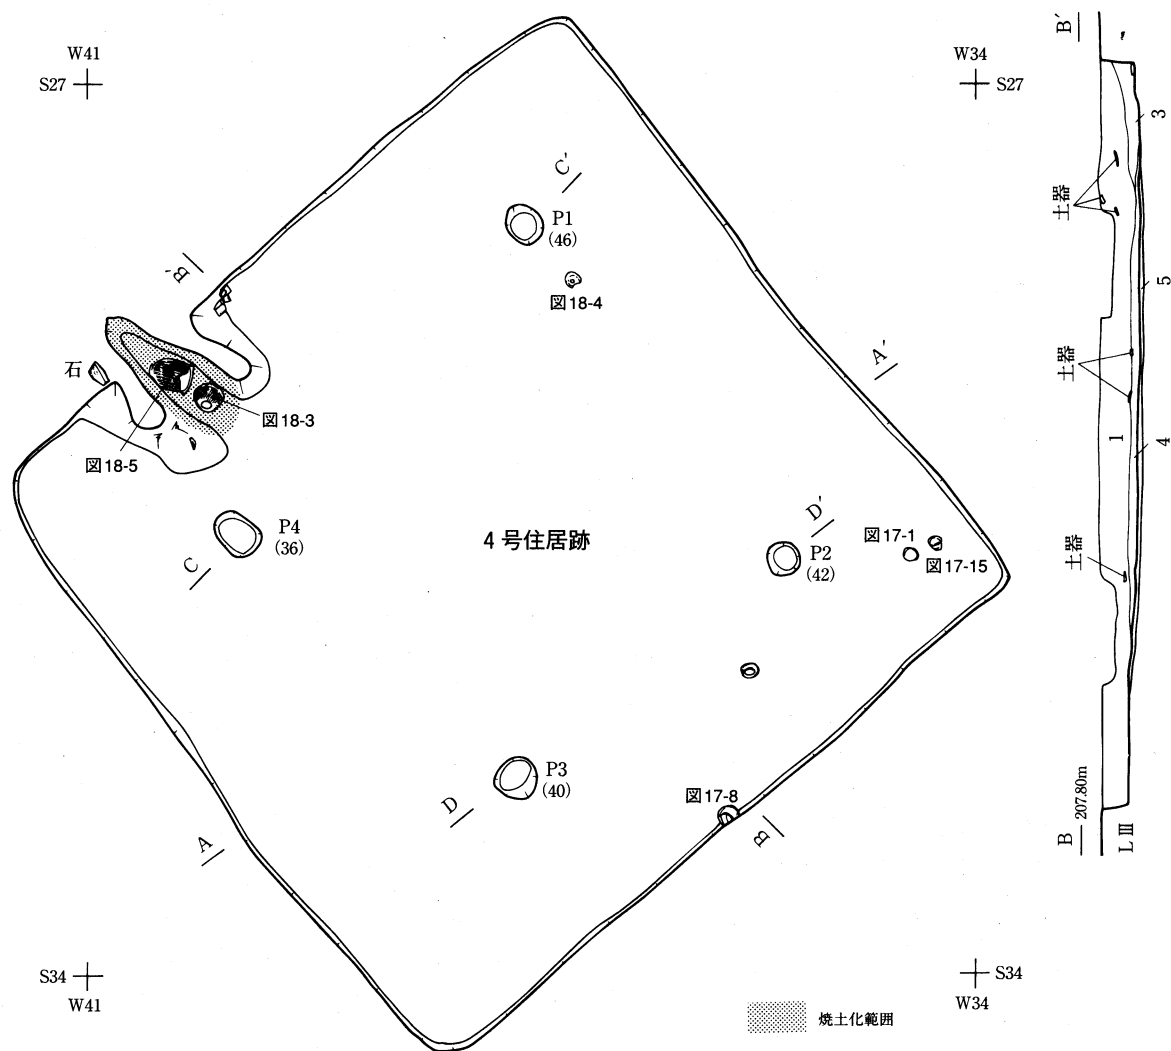 W41
S27
W34
S27
C'
P1
(46)
図18-4
B'
石
図18-3
図18-5
A'
P4
(36)
C
4号住居跡
D'
P2
(42)
図17-1
図17-15
P3
(40)
D
図17-8
A
B
S34
W41
S34
W34
焼土化範囲
B'
3
土器
5
土器
1
4
土器
B
207.80m
LⅢ